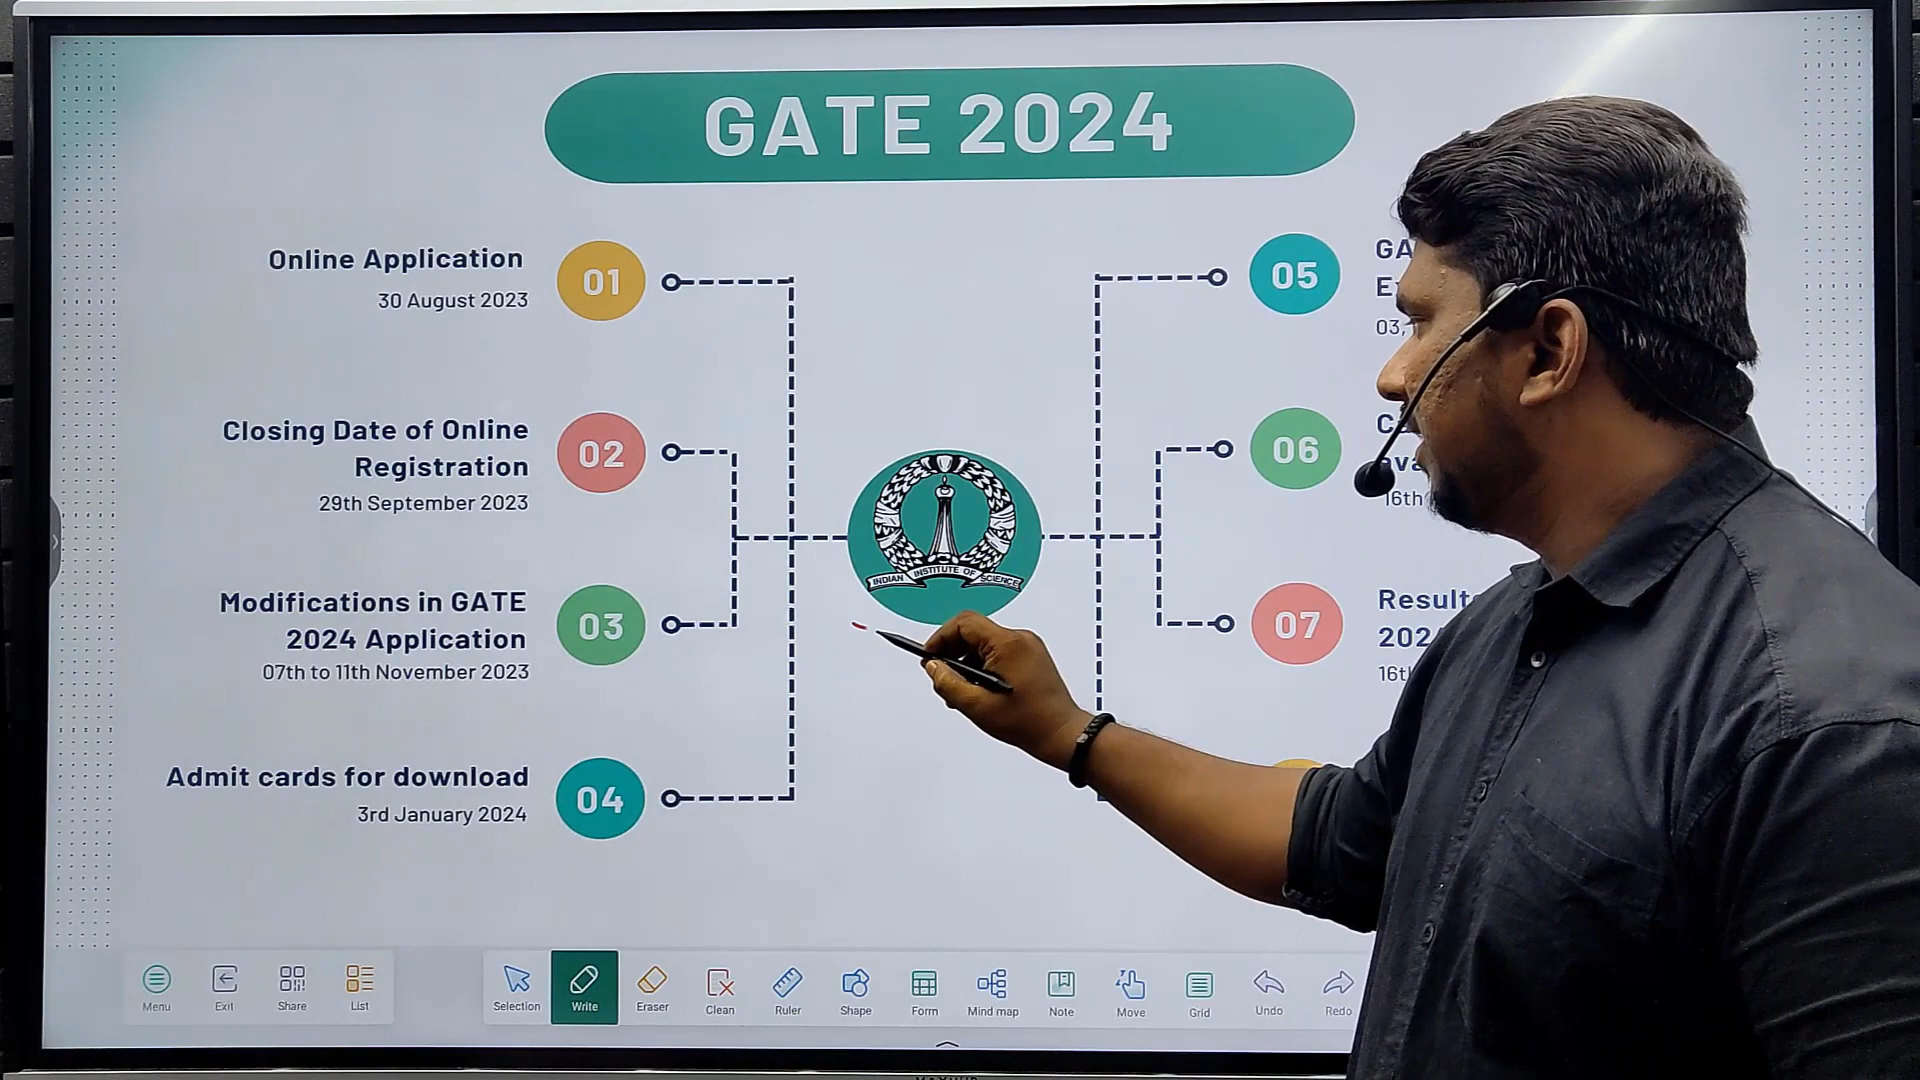 GATE 2024
Online Application
30 August 2023
01
Closing Date of Online
Registration
29th September 2023
02
Modifications in GATE
2024 Application
07th to 11th November 2023
03
Admit cards for download
3rd January 2024
04
INDIAN INSTITUTE OF SCIENCE
05
03,
06
16th
07
Results
Menu
Exit
Share
List
Selection
Write
Eraser
Clean
Ruler
Shape
Form
Mind map
Note
Move
Grid
Undo
Redo